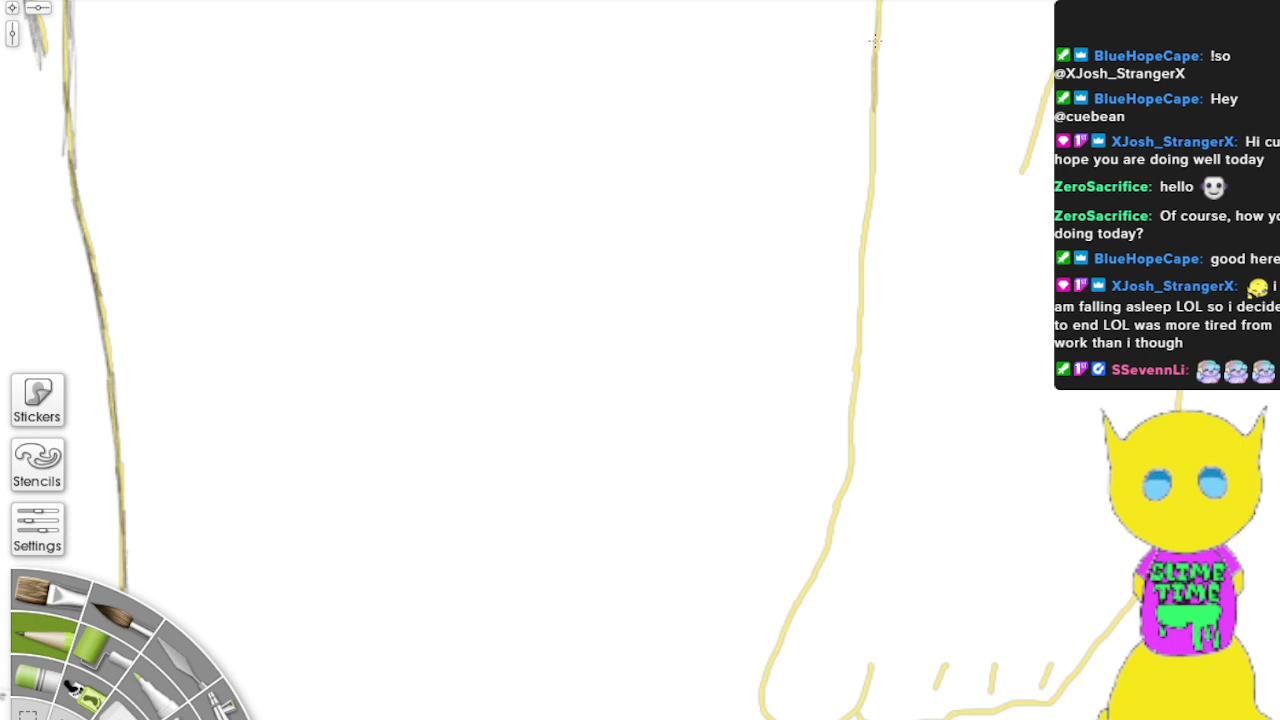 BlueHopeCape: !so
@XJosh_StrangerX
BlueHopeCape: Hey
@cuebean
XJosh_StrangerX: Hi cu
hope you are doing well today
ZeroSacrifice: hello
ZeroSacrifice: Of course, how yo
doing today?
BlueHopeCape: good here
XJosh_StrangerX: i
am falling asleep LOL so i decide
to end LOL was more tired from
work than i though
SSevennLi:
Stickers
Stencils
Settings
SLIME
TIME